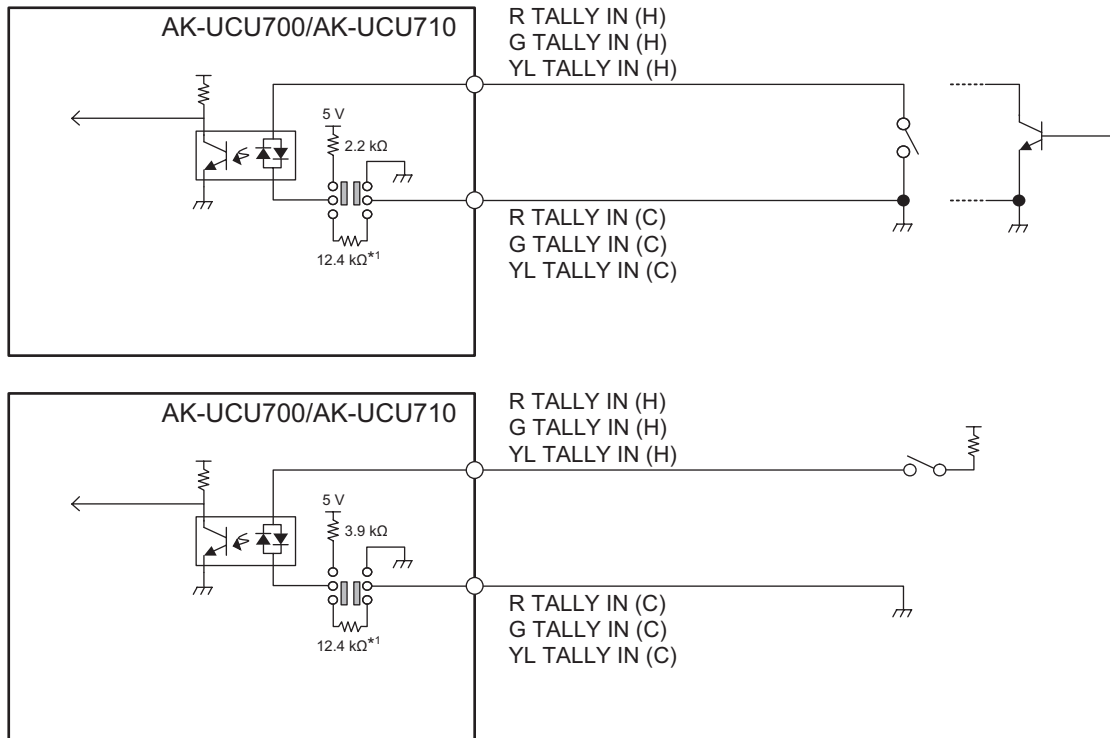 AK-UCU700/AK-UCU710
R TALLY IN (H)
G TALLY IN (H)
YL TALLY IN (H)
5 V
2.2 kΩ
12.4 kΩ*1
R TALLY IN (C)
G TALLY IN (C)
YL TALLY IN (C)
AK-UCU700/AK-UCU710
R TALLY IN (H)
G TALLY IN (H)
YL TALLY IN (H)
5 V
3.9 kΩ
12.4 kΩ*1
R TALLY IN (C)
G TALLY IN (C)
YL TALLY IN (C)